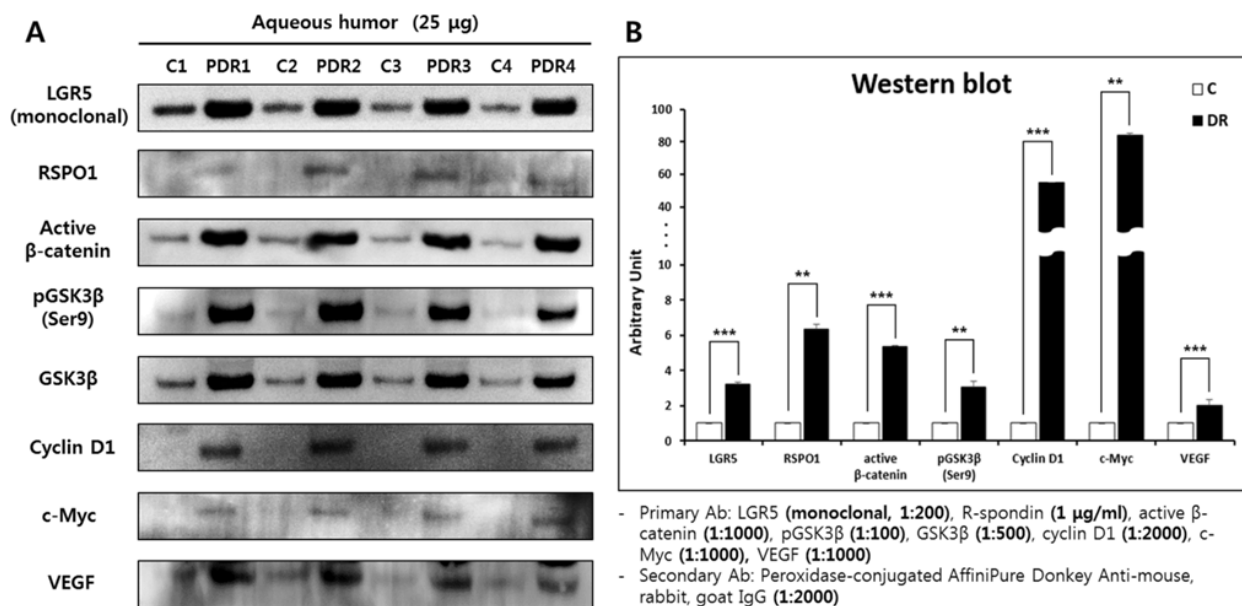 A
Aqueous humor (25 μg)
C1 PDR1 C2 PDR2 C3 PDR3 C4 PDR4
LGR5
(monoclonal)
RSPO1
Active
β-catenin
pGSK3β
(Ser9)
GSK3β
Cyclin D1
c-Myc
VEGF
B
Western blot
C
DR
Arbitrary Unit
100
80
60
40
10
8
6
4
2
0
***
**
***
**
***
**
***
LGR5
RSPO1
active
β-catenin
pGSK3β
(Ser9)
Cyclin D1
c-Myc
VEGF
- Primary Ab: LGR5 (monoclonal, 1:200), R-spondin (1 μg/ml), active β-
catenin (1:1000), pGSK3β (1:100), GSK3β (1:500), cyclin D1 (1:2000), c-
Myc (1:1000), VEGF (1:1000)
- Secondary Ab: Peroxidase-conjugated AffiniPure Donkey Anti-mouse,
rabbit, goat IgG (1:2000)